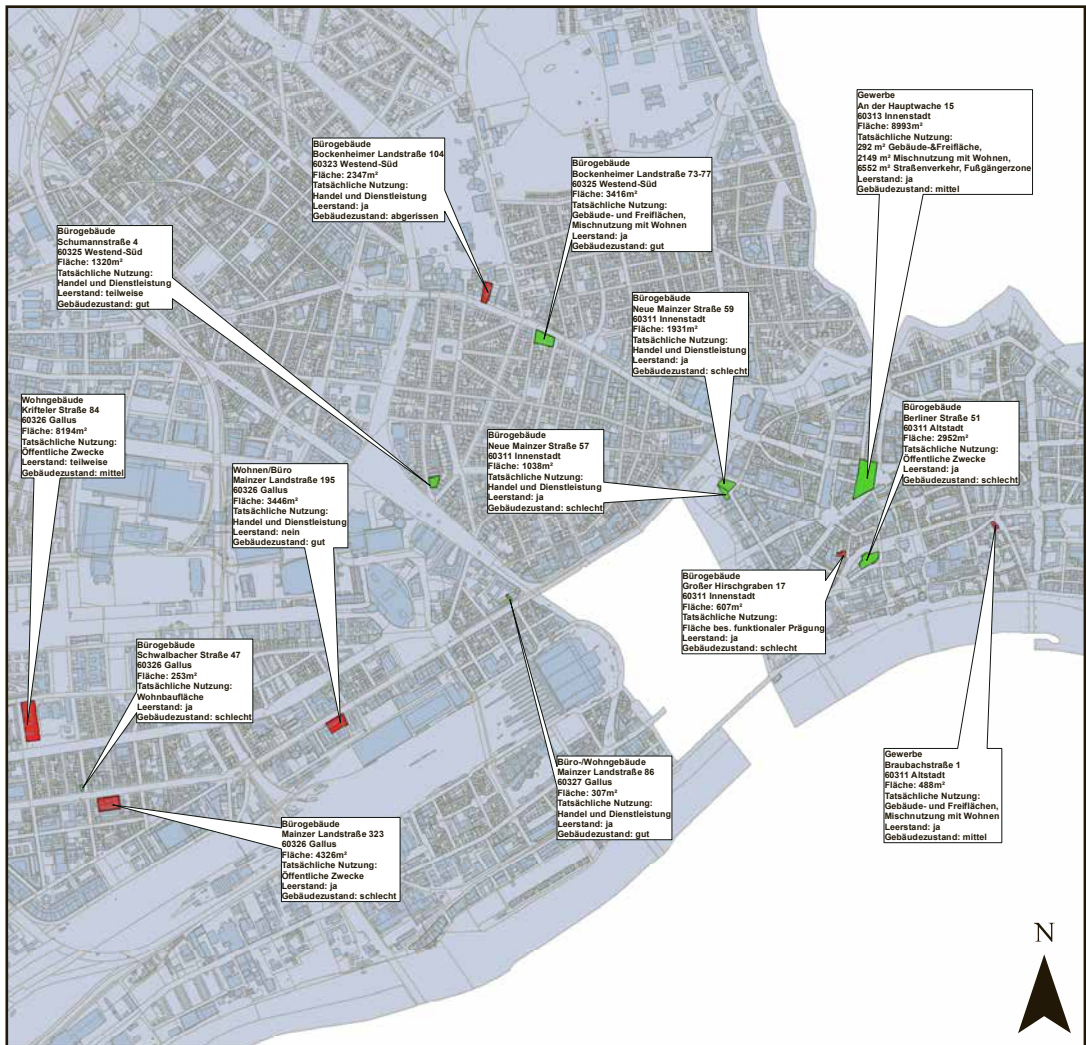 Gewerbe
An der Hauptwache 15
60313 Innenstadt
Fläche: 8993m²
Tatsächliche Nutzung:
292 m² Gebäude-&Freifläche,
2149 m² Mischnutzung mit Wohnen,
6552 m² Straßenverkehr, Fußgängerzone
Leerstand: ja
Gebäudezustand: mittel
Bürogebäude
Bockenheimer Landstraße 104
60323 Westend-Süd
Fläche: 2347m²
Tatsächliche Nutzung:
Handel und Dienstleistung
Leerstand: ja
Gebäudezustand: abgerissen
Bürogebäude
Bockenheimer Landstraße 73-77
60325 Westend-Süd
Fläche: 3416m²
Tatsächliche Nutzung:
Gebäude- und Freiflächen,
Mischnutzung mit Wohnen
Leerstand: ja
Gebäudezustand: gut
Bürogebäude
Schumannstraße 4
60325 Westend-Süd
Fläche: 1320m²
Tatsächliche Nutzung:
Handel und Dienstleistung
Leerstand: teilweise
Gebäudezustand: gut
Bürogebäude
Neue Mainzer Straße 59
60311 Innenstadt
Fläche: 1931m²
Tatsächliche Nutzung:
Handel und Dienstleistung
Leerstand: ja
Gebäudezustand: schlecht
Wohngebäude
Krifteler Straße 84
60326 Gallus
Fläche: 8194m²
Tatsächliche Nutzung:
Öffentliche Zwecke
Leerstand: teilweise
Gebäudezustand: mittel
Bürogebäude
Berliner Straße 51
60311 Altstadt
Fläche: 2952m²
Tatsächliche Nutzung:
Öffentliche Zwecke
Leerstand: ja
Gebäudezustand: schlecht
Bürogebäude
Neue Mainzer Straße 57
60311 Innenstadt
Fläche: 1038m²
Tatsächliche Nutzung:
Handel und Dienstleistung
Leerstand: ja
Gebäudezustand: schlecht
Wohnen/Büro
Mainzer Landstraße 195
60326 Gallus
Fläche: 3446m²
Tatsächliche Nutzung:
Handel und Dienstleistung
Leerstand: nein
Gebäudezustand: gut
Bürogebäude
Großer Hirschgraben 17
60311 Innenstadt
Fläche: 607m²
Tatsächliche Nutzung:
Fläche bes. funktionaler Prägung
Leerstand: ja
Gebäudezustand: schlecht
Bürogebäude
Schwalbacher Straße 47
60326 Gallus
Fläche: 253m²
Tatsächliche Nutzung:
Wohnbaufläche
Leerstand: ja
Gebäudezustand: schlecht
Büro-/Wohngebäude
Mainzer Landstraße 86
60327 Gallus
Fläche: 307m²
Tatsächliche Nutzung:
Handel und Dienstleistung
Leerstand: ja
Gebäudezustand: gut
Gewerbe
Braubachstraße 1
60311 Altstadt
Fläche: 488m²
Tatsächliche Nutzung:
Gebäude- und Freiflächen,
Mischnutzung mit Wohnen
Leerstand: ja
Gebäudezustand: mittel
Bürogebäude
Mainzer Landstraße 323
60326 Gallus
Fläche: 4326m²
Tatsächliche Nutzung:
Öffentliche Zwecke
Leerstand: ja
Gebäudezustand: schlecht
N